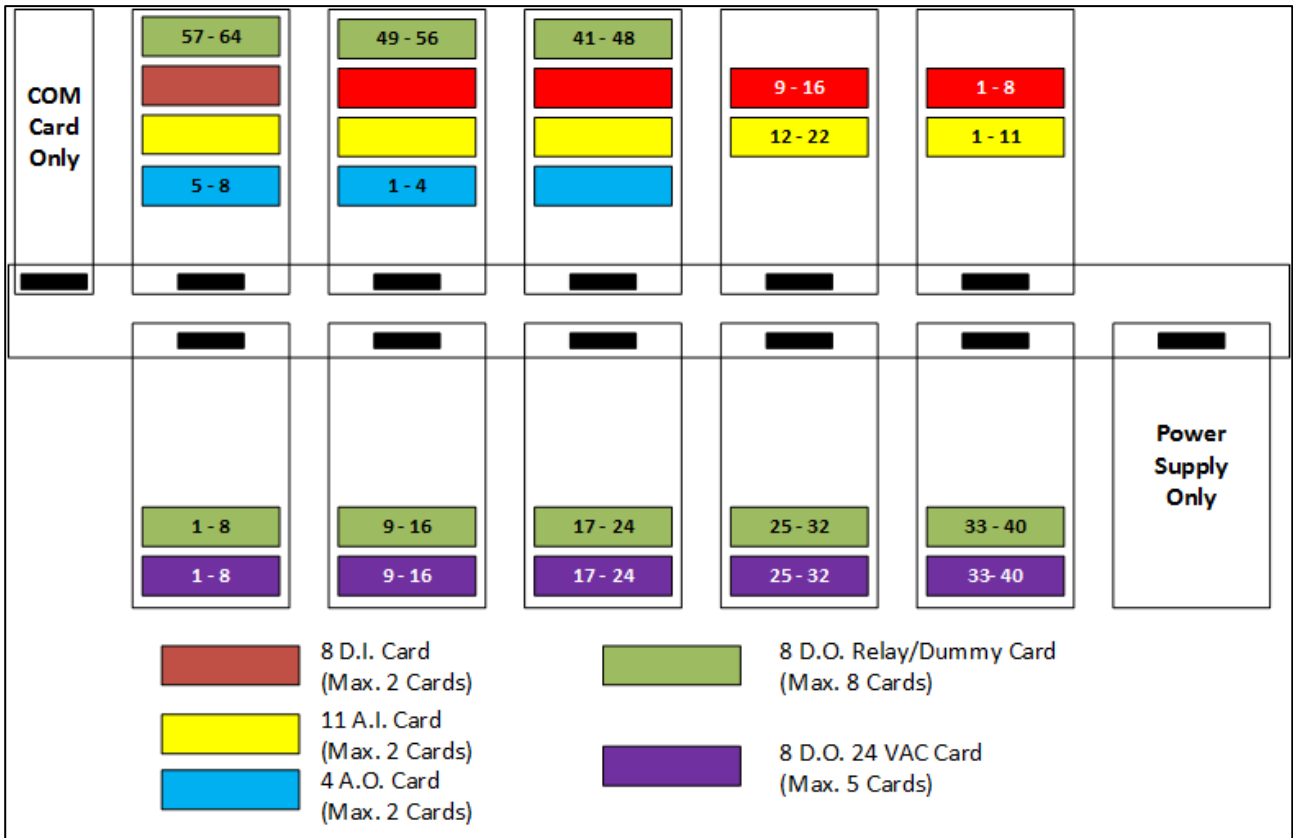 COM
Card
Only
57 - 64
49 - 56
41 - 48
9 - 16
1 - 8
12 - 22
1 - 11
5 - 8
1 - 4
1 - 8
9 - 16
17 - 24
25 - 32
33 - 40
1 - 8
9 - 16
17 - 24
25 - 32
33- 40
Power
Supply
Only
8 D.I. Card
(Max. 2 Cards)
11 A.I. Card
(Max. 2 Cards)
4 A.O. Card
(Max. 2 Cards)
8 D.O. Relay/Dummy Card
(Max. 8 Cards)
8 D.O. 24 VAC Card
(Max. 5 Cards)